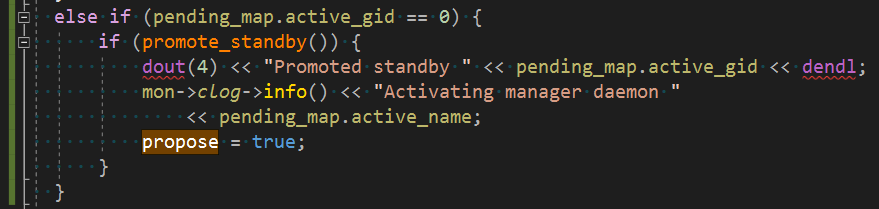 else if (pending_map.active_gid == 0) {
if (promote_standby()) {
dout(4) << "Promoted standby " << pending_map.active_gid << dendl;
mon->clog->info() << "Activating manager daemon "
<< pending_map.active_name;
propose = true;
}
}